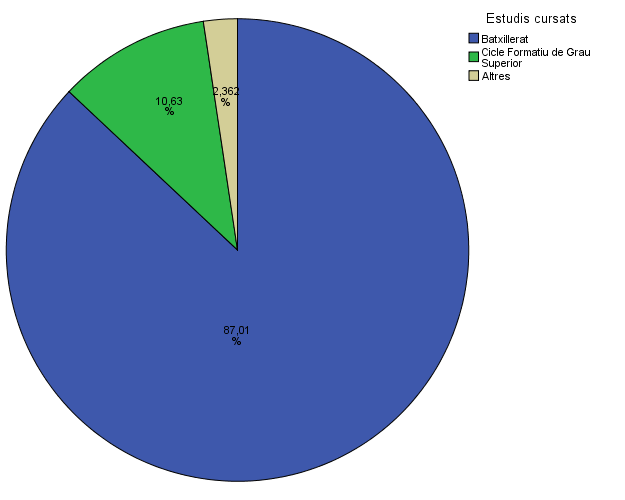 Estudis cursats
Batxillerat
Cicle Formatiu de Grau
Superior
Altres
2,362
%
10,63
%
87,01
%